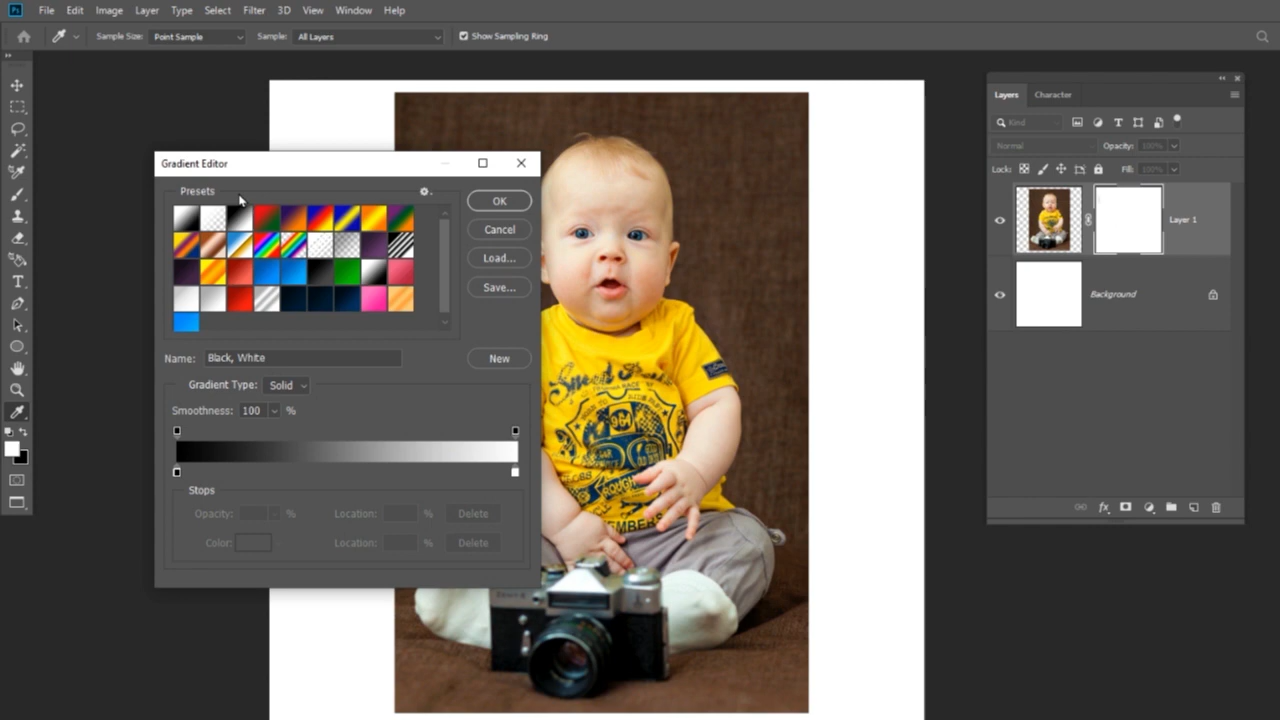 Ps File Edit Image Layer Type Select Filter 3D View Window Help
Sample Size: Point Sample Sample: All Layers Show Sampling Ring
Gradient Editor
Presets
OK
Cancel
Load...
Save...
Name: Black, White New
Gradient Type: Solid
Smoothness: 100 %
Stops
Opacity: % Location: % Delete
Color: Location: % Delete
Layers Character
Kind
Normal Opacity: 100%
Lock: Fill: 100%
Layer 1
Background